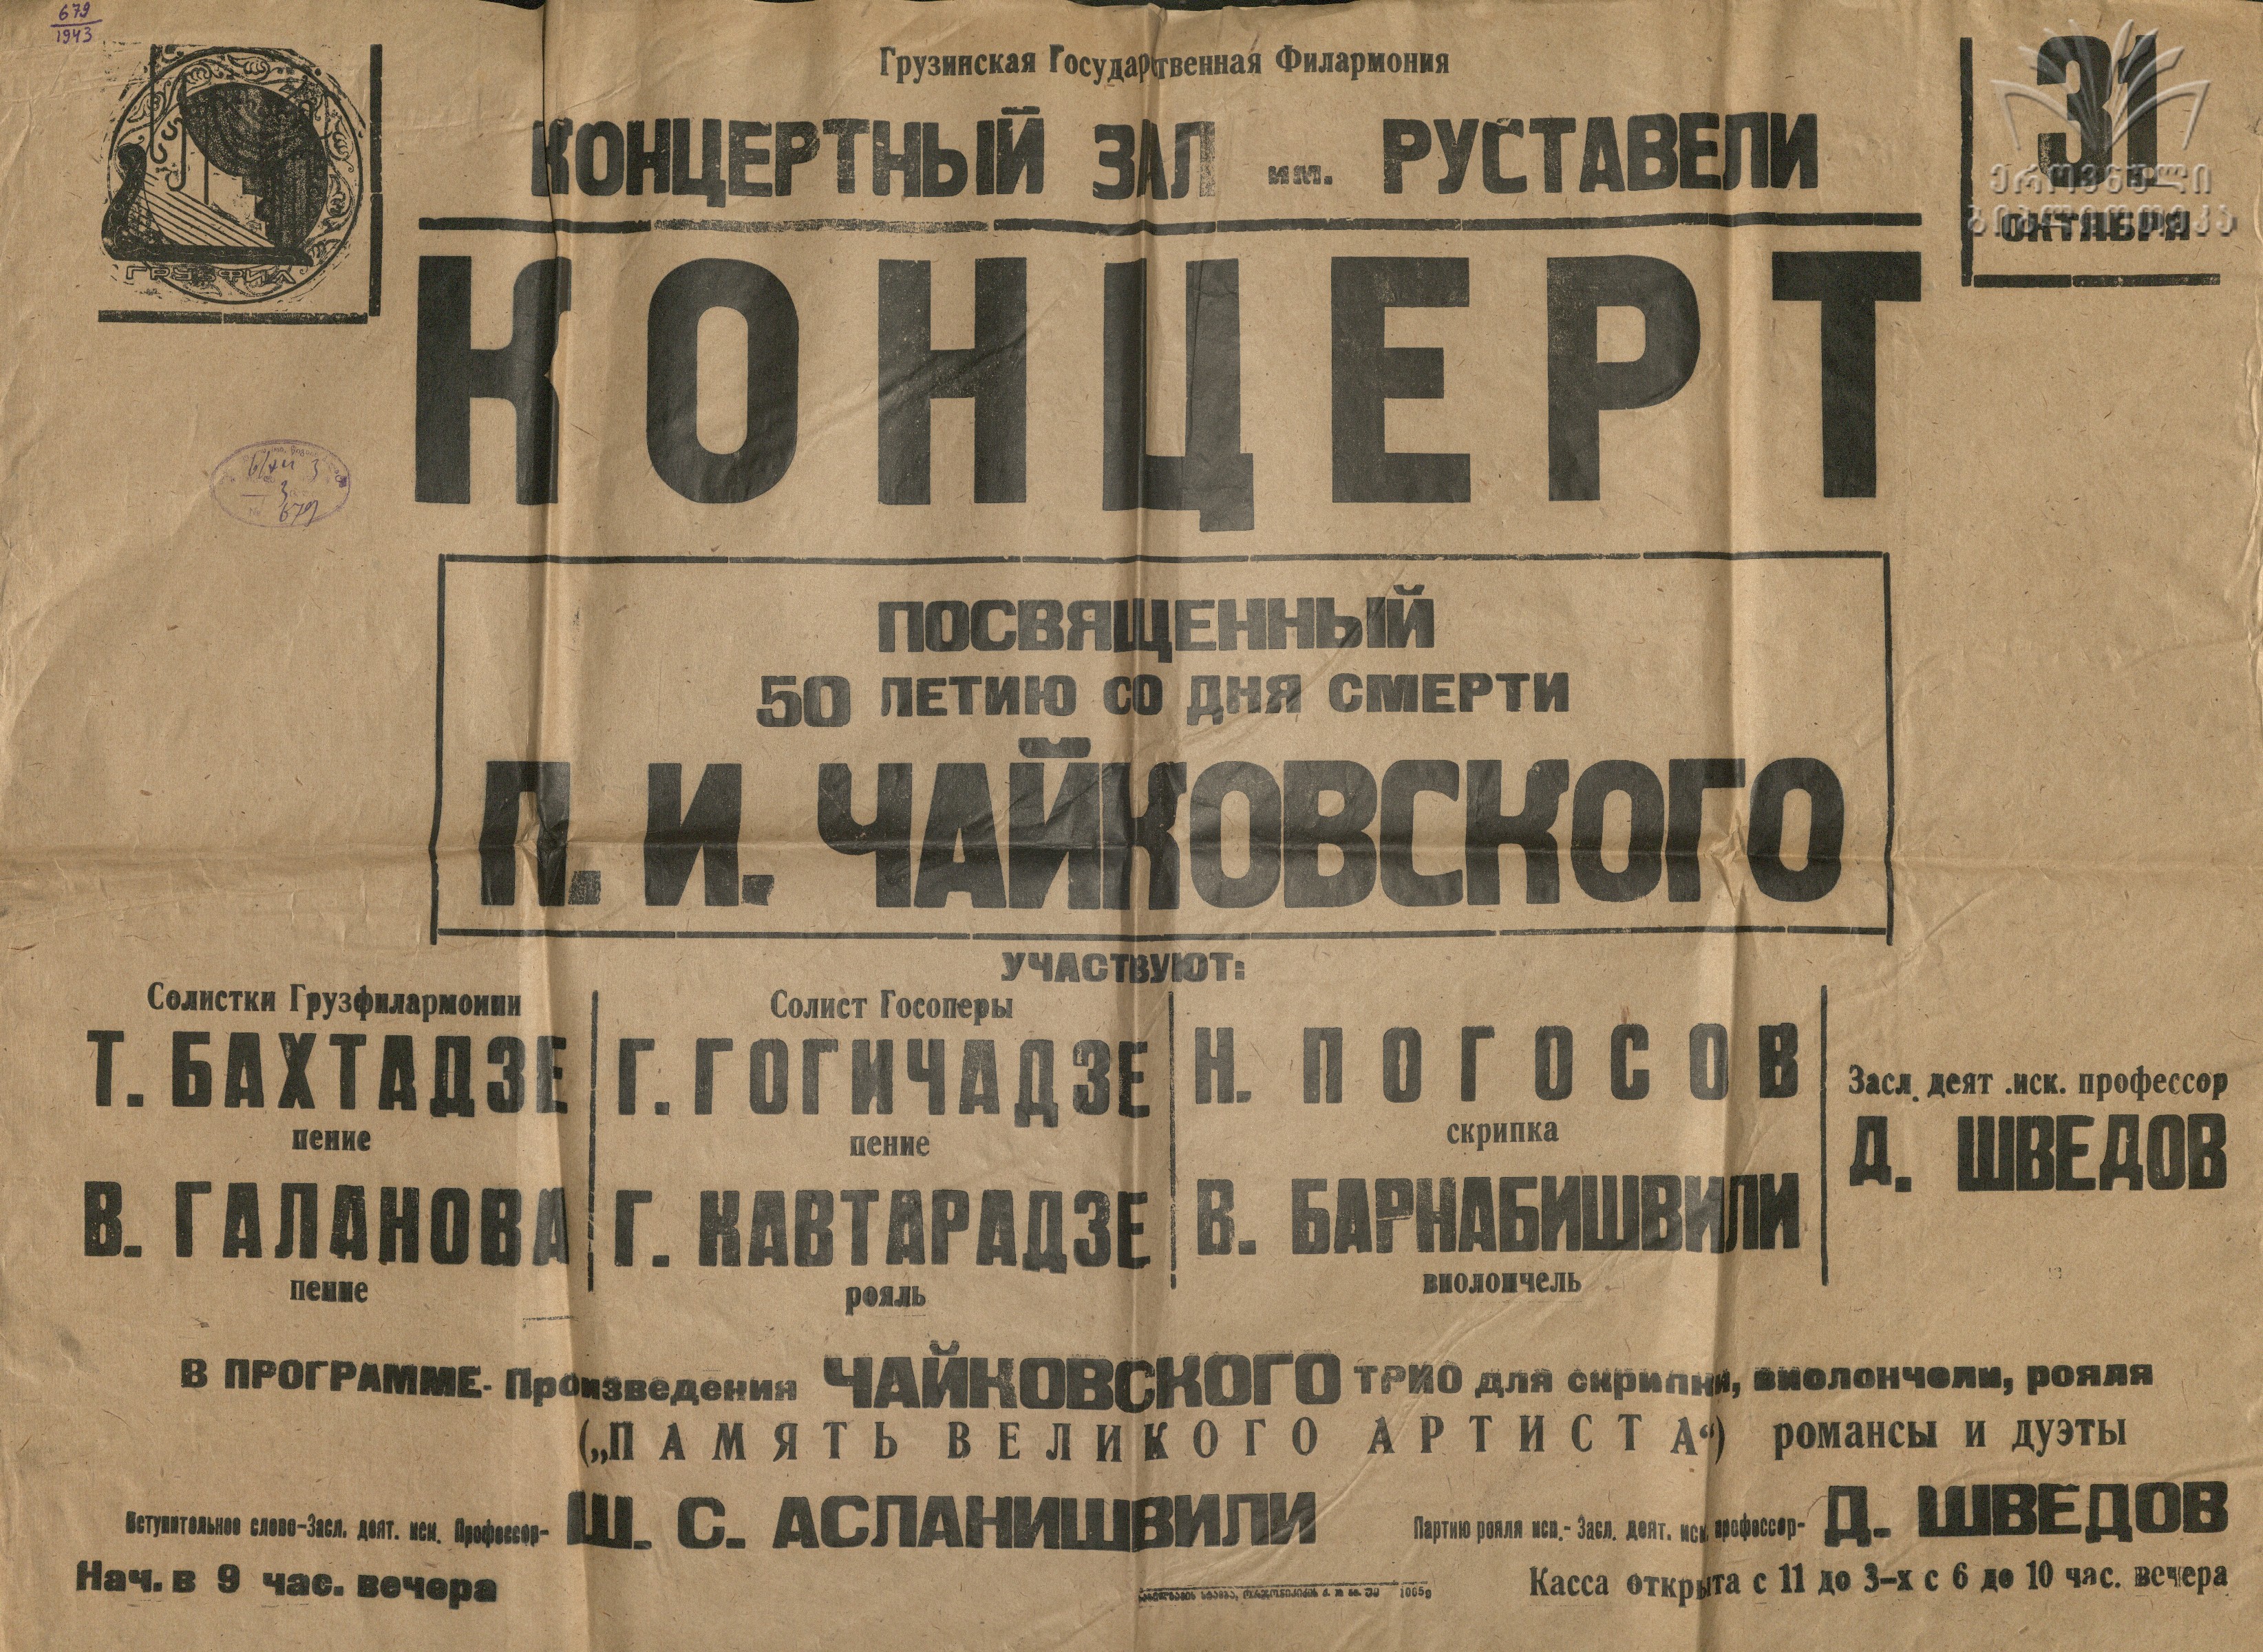 679
1943
Грузинская Государственная Филармония
КОНЦЕРТНЫЙ ЗАЛ им. РУСТАВЕЛИ
31
ОКТЯБРЯ
ეროვნული
ბიბლიოთეკა
ГРУЗФИЛ
КОНЦЕРТ
ПОСВЯЩЕННЫЙ
50 ЛЕТИЮ СО ДНЯ СМЕРТИ
П. И. ЧАЙКОВСКОГО
УЧАСТВУЮТ:
Солистки Грузфилармонии
Т. БАХТАДЗЕ
пение
В. ГАЛАНОВА
пение
Солист Госоперы
Г. ГОГИЧАДЗЕ
пение
Г. КАВТАРАДЗЕ
рояль
Н. ПОГОСОВ
скрипка
В. БАРНАБИШВИЛИ
виолончель
Засл. деят .иск. профессор
Д. ШВЕДОВ
В ПРОГРАММЕ- Произведения ЧАЙКОВСКОГО ТРИО для скрипки, виолончели, рояля
(„ПАМЯТЬ ВЕЛИКОГО АРТИСТА“) романсы и дуэты
Вступительное слово-Засл. деят. иск. Профессор- Ш. С. АСЛАНИШВИЛИ
Партию рояля исп.- Засл. деят. иск профессор- Д. ШВЕДОВ
Нач. в 9 час. вечера
Касса открыта с 11 до 3-х с 6 до 10 час. вечера